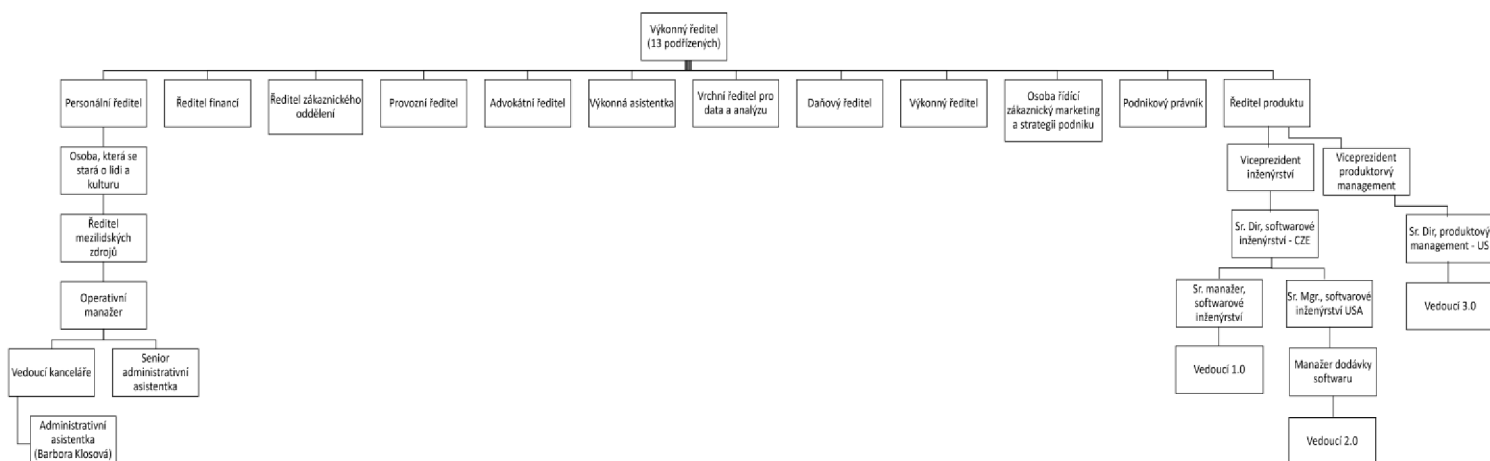 Výkonný ředitel
(13 podřízených)
Personální ředitel
Ředitel financí
Ředitel zákaznického
oddělení
Provozní ředitel
Advokátní ředitel
Výkonná asistentka
Vrchní ředitel pro
data a analýzu
Daňový ředitel
Výkonný ředitel
Osoba řídící
zákaznický marketing
a strategii podniku
Podnikový právník
Ředitel produktu
Osoba, která se
stará o lidi a
kulturu
Viceprezident
inženýrství
Viceprezident
produktorvý
management
Ředitel
mezilidských
zdrojů
Sr. Dir, softwarové
inženýrství - CZE
Sr. Dir, produktový
management - US
Operativní
manažer
Sr. manažer,
softwarové
inženýrství
Sr. Mgr., softvarové
inženýrství USA
Vedoucí 3.0
Vedoucí kanceláře
Senior
administrativní
asistentka
Vedoucí 1.0
Manažer dodávky
softwaru
Administrativní
asistentka
(Barbora Klosová)
Vedoucí 2.0